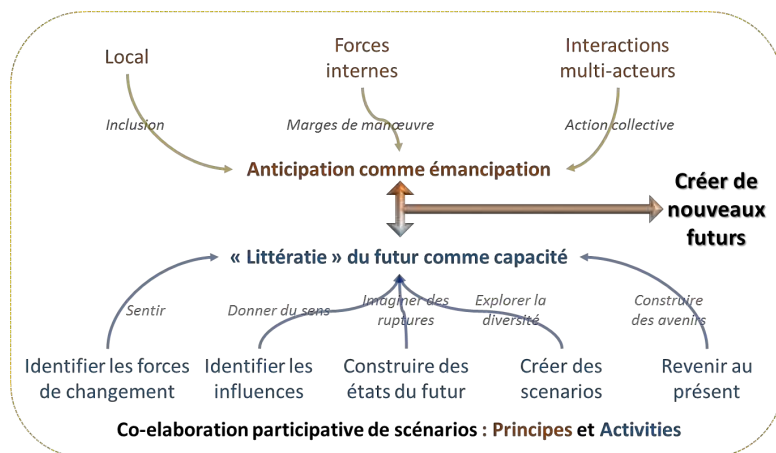 Local
Forces
internes
Interactions
multi-acteurs
Inclusion
Marges de manœuvre
Action collective
Anticipation comme émancipation
Créer de
nouveaux
futurs
« Littératie » du futur comme capacité
Sentir
Donner du sens
Imaginer des
ruptures
Explorer la
diversité
Construire
des avenirs
Identifier les forces
de changement
Identifier les
influences
Construire des
états du futur
Créer des
scenarios
Revenir au
présent
Co-elaboration participative de scénarios : Principes et Activities